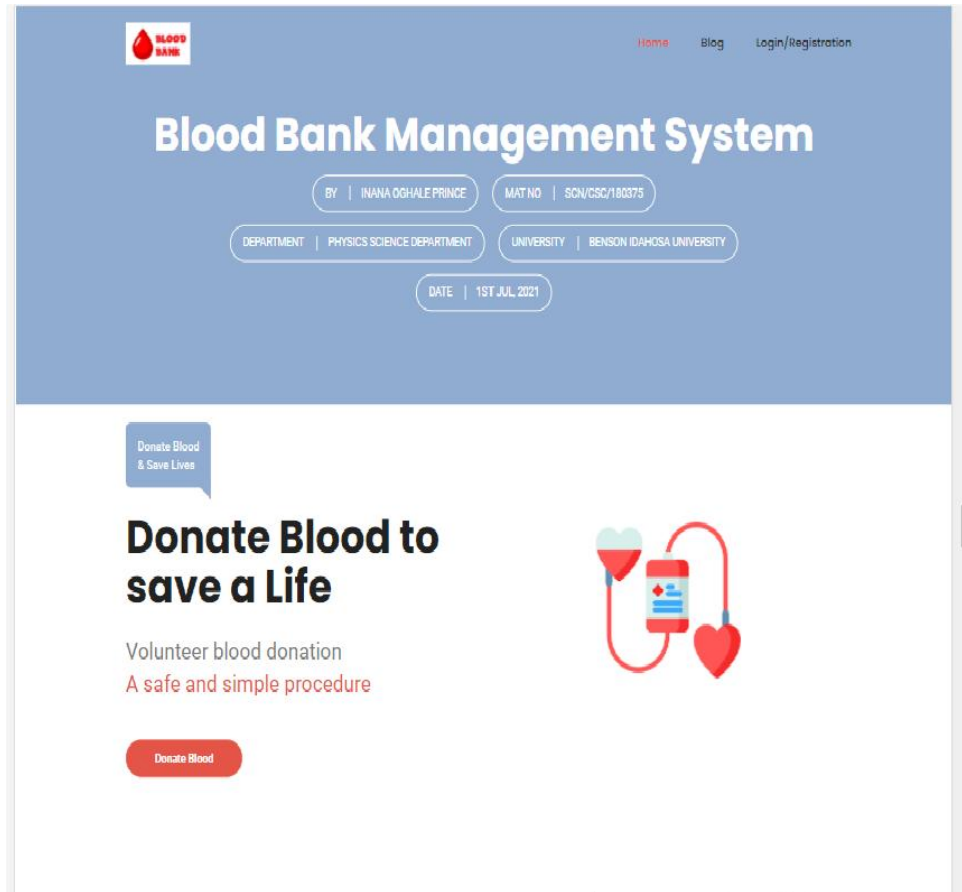 BLOOD
BANK
Home Blog Login/Registration
Blood Bank Management System
BY | INANA OGHALE PRINCE MAT NO | SCN/CSC/180375
DEPARTMENT | PHYSICS SCIENCE DEPARTMENT UNIVERSITY | BENSON IDAHOSA UNIVERSITY
DATE | 1ST JUL, 2021
Donate Blood
& Save Lives
Donate Blood to
save a Life
Volunteer blood donation
A safe and simple procedure
Donate Blood